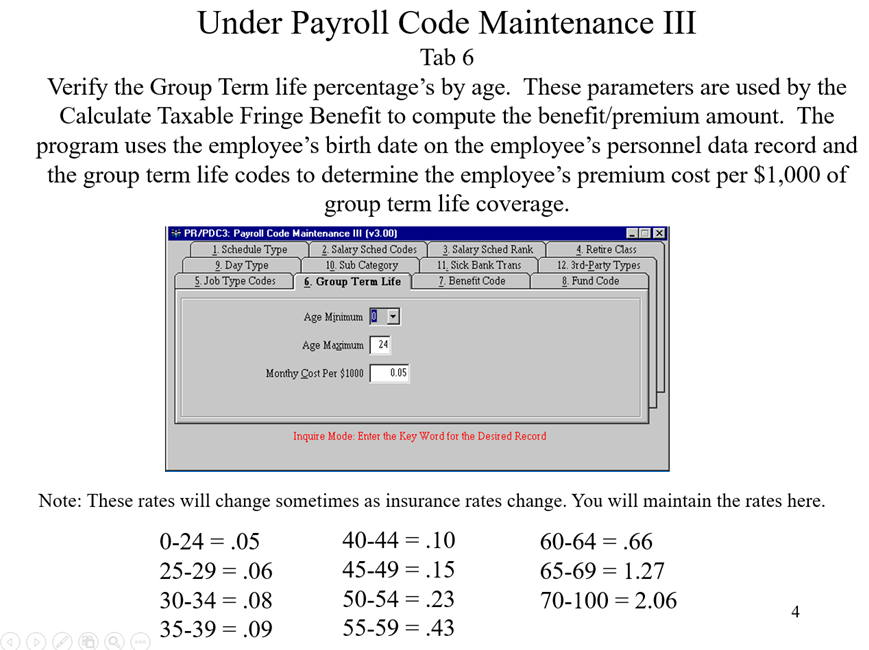 Under Payroll Code Maintenance III
Tab 6
Verify the Group Term life percentage’s by age.  These parameters are used by the
Calculate Taxable Fringe Benefit to compute the benefit/premium amount.  The
program uses the employee’s birth date on the employee’s personnel data record and
the group term life codes to determine the employee’s premium cost per $1,000 of
group term life coverage.
PR/PDC3: Payroll Code Maintenance III (v3.00)
1. Schedule Type 2. Salary Sched Codes 3. Salary Sched Rank 4. Retire Class
9. Day Type 10. Sub Category 11. Sick Bank Trans 12. 3rd-Party Types
5. Job Type Codes 6. Group Term Life 7. Benefit Code 8. Fund Code
Age Minimum 0
Age Maximum 24
Monthy Cost Per $1000 0.05
Inquire Mode: Enter the Key Word for the Desired Record
Note: These rates will change sometimes as insurance rates change. You will maintain the rates here.
0-24 = .05
25-29 = .06
30-34 = .08
35-39 = .09
40-44 = .10
45-49 = .15
50-54 = .23
55-59 = .43
60-64 = .66
65-69 = 1.27
70-100 = 2.06
4